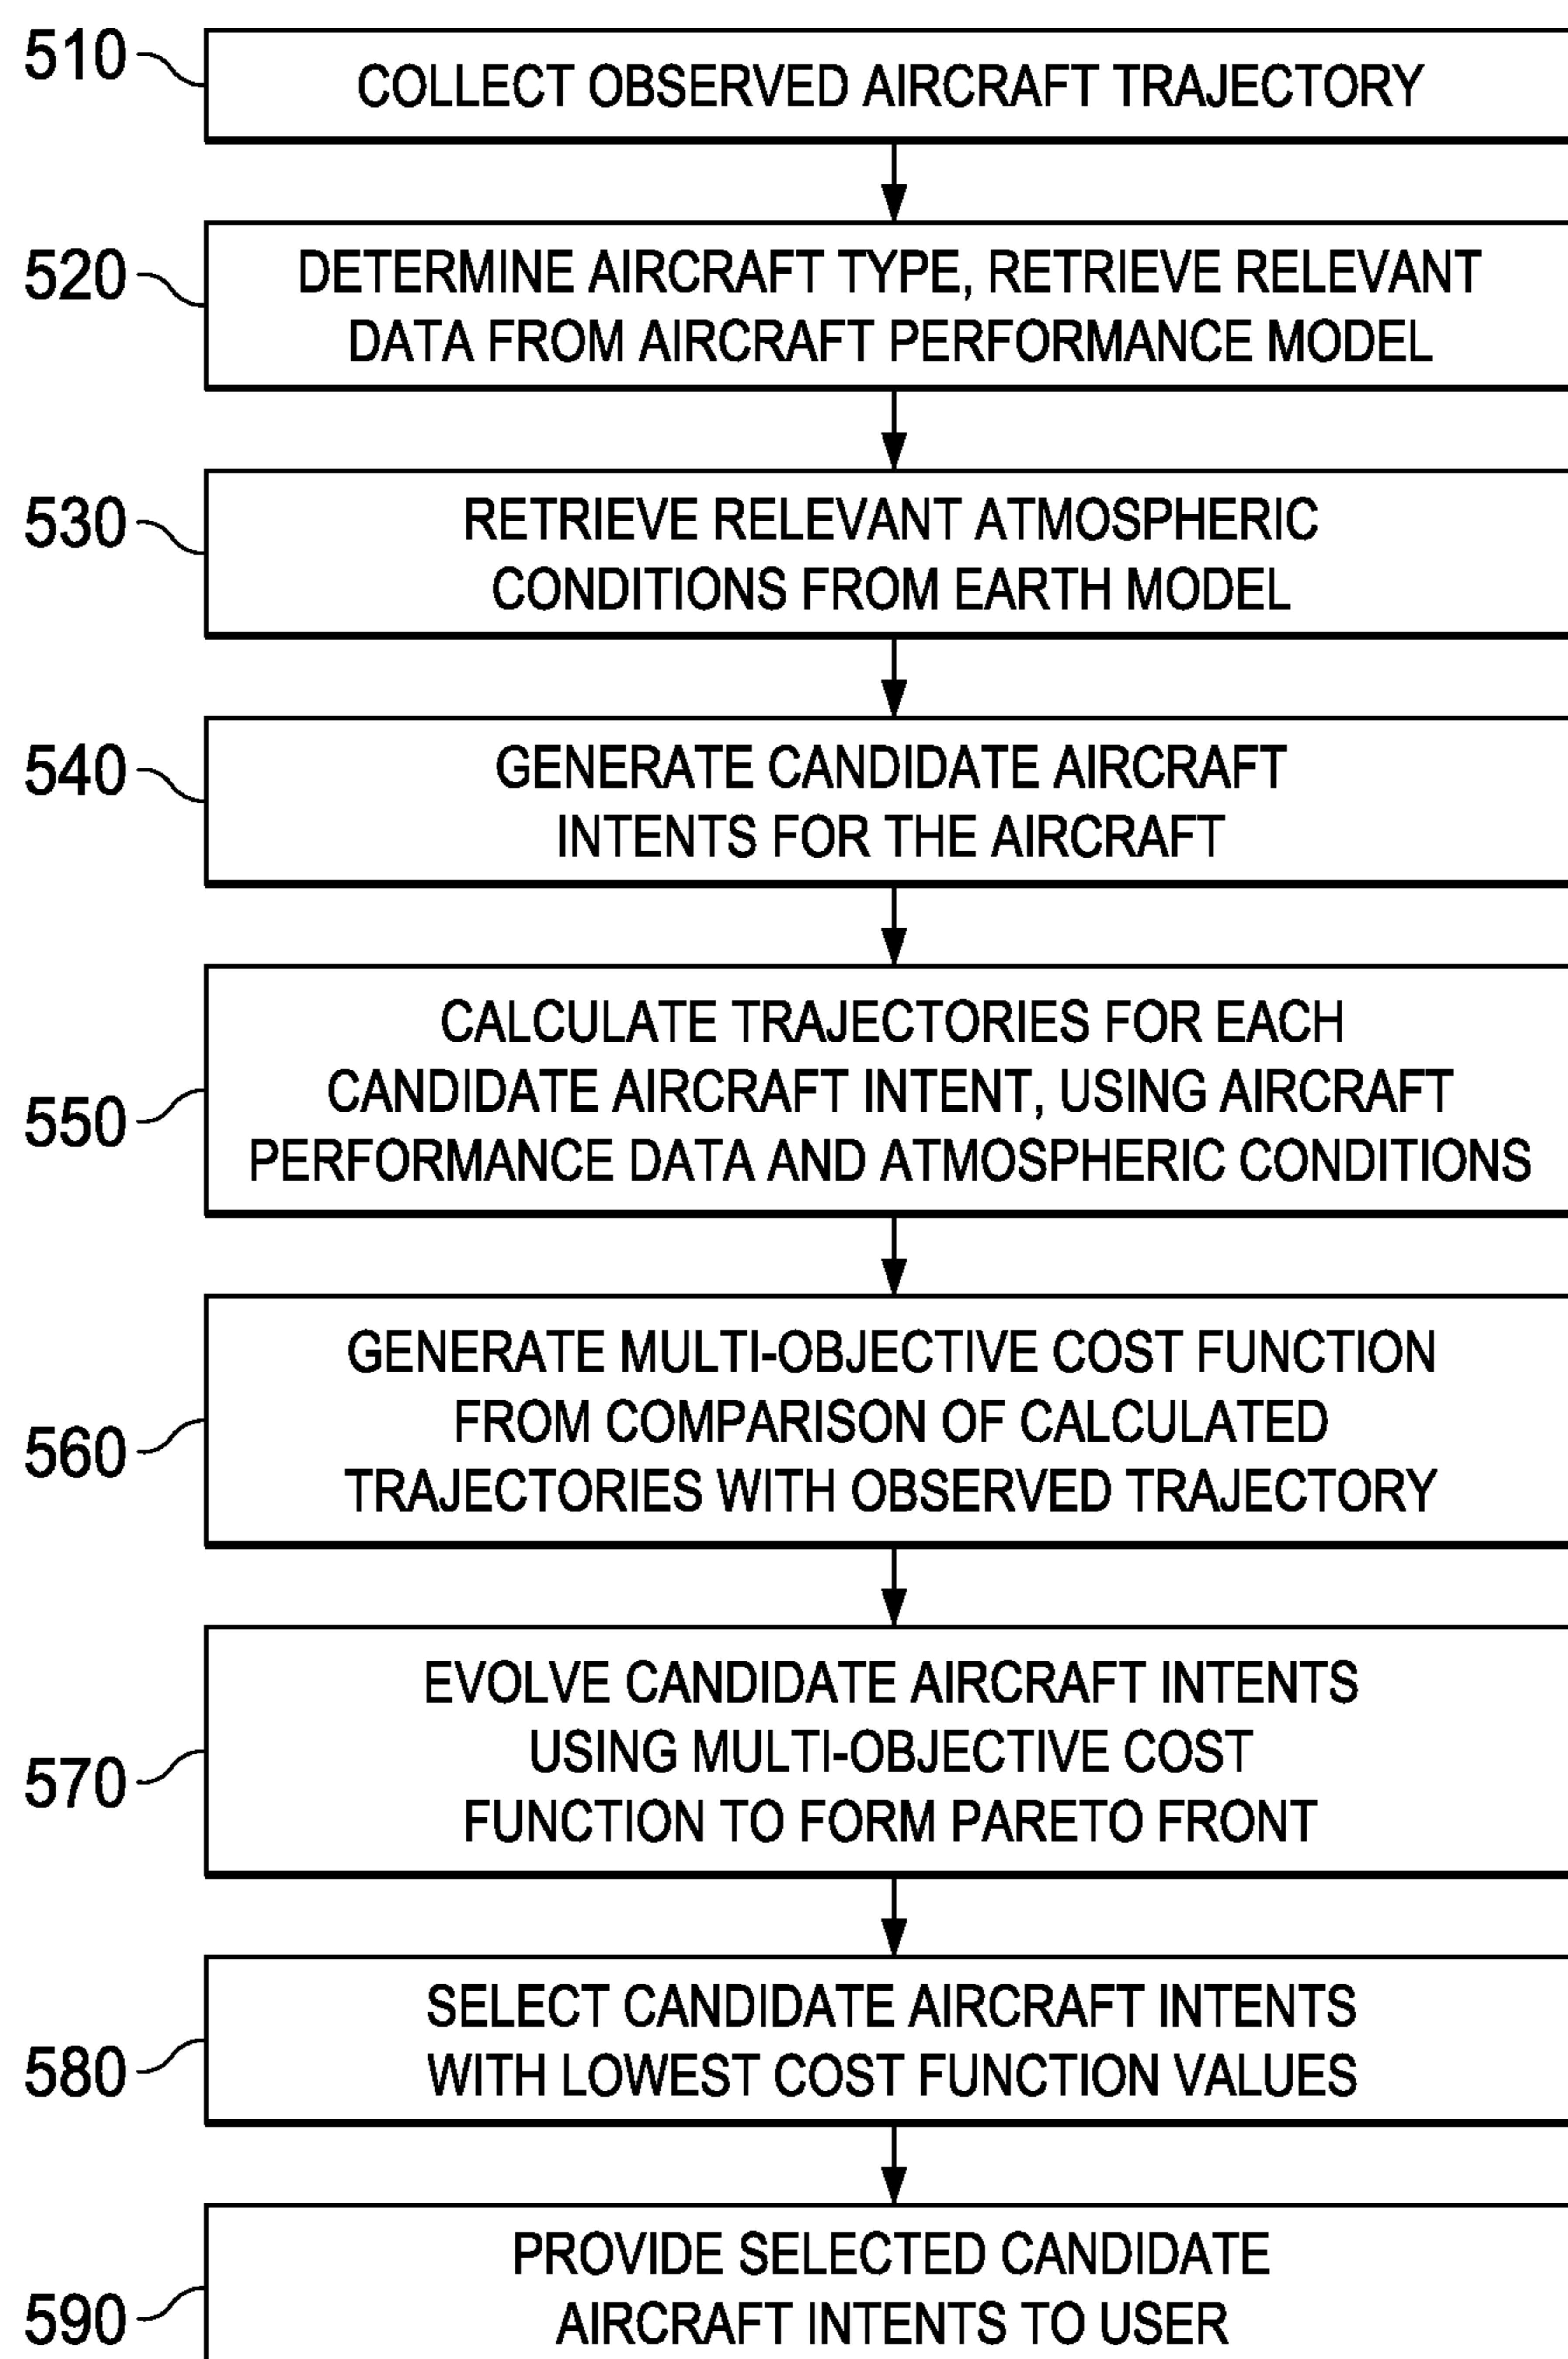 510
COLLECT OBSERVED AIRCRAFT TRAJECTORY
520
DETERMINE AIRCRAFT TYPE, RETRIEVE RELEVANT
DATA FROM AIRCRAFT PERFORMANCE MODEL
530
RETRIEVE RELEVANT ATMOSPHERIC
CONDITIONS FROM EARTH MODEL
540
GENERATE CANDIDATE AIRCRAFT
INTENTS FOR THE AIRCRAFT
550
CALCULATE TRAJECTORIES FOR EACH
CANDIDATE AIRCRAFT INTENT, USING AIRCRAFT
PERFORMANCE DATA AND ATMOSPHERIC CONDITIONS
560
GENERATE MULTI-OBJECTIVE COST FUNCTION
FROM COMPARISON OF CALCULATED
TRAJECTORIES WITH OBSERVED TRAJECTORY
570
EVOLVE CANDIDATE AIRCRAFT INTENTS
USING MULTI-OBJECTIVE COST
FUNCTION TO FORM PARETO FRONT
580
SELECT CANDIDATE AIRCRAFT INTENTS
WITH LOWEST COST FUNCTION VALUES
590
PROVIDE SELECTED CANDIDATE
AIRCRAFT INTENTS TO USER